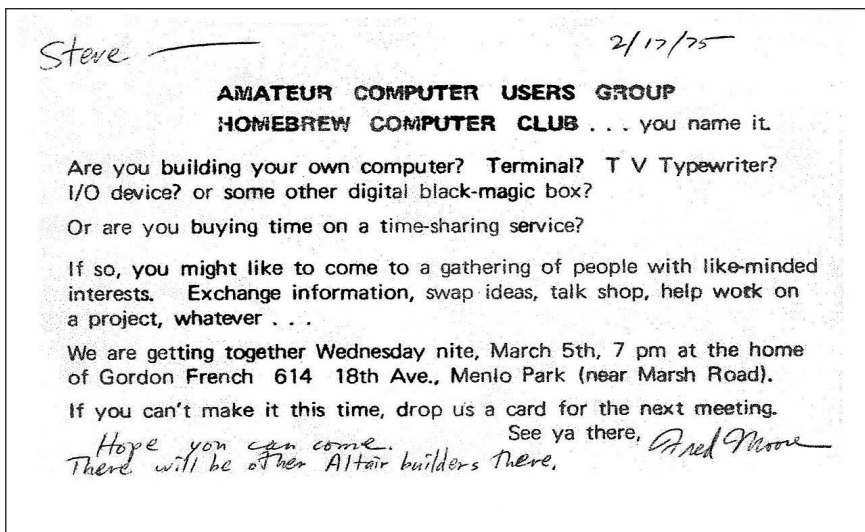 Steve
2/17/75
AMATEUR COMPUTER USERS GROUP
HOMEBREW COMPUTER CLUB . . . you name it.
Are you building your own computer? Terminal? T V Typewriter?
I/O device? or some other digital black-magic box?
Or are you buying time on a time-sharing service?
If so, you might like to come to a gathering of people with like-minded
interests. Exchange information, swap ideas, talk shop, help work on
a project, whatever . . .
We are getting together Wednesday nite, March 5th, 7 pm at the home
of Gordon French 614 18th Ave., Menlo Park (near Marsh Road).
If you can't make it this time, drop us a card for the next meeting.
See ya there, Fred Moore
Hope you can come.
There will be other Altair builders there.